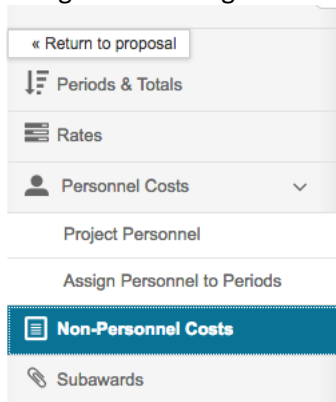 « Return to proposal
Periods & Totals
Rates
Personnel Costs
Project Personnel
Assign Personnel to Periods
Non-Personnel Costs
Subawards